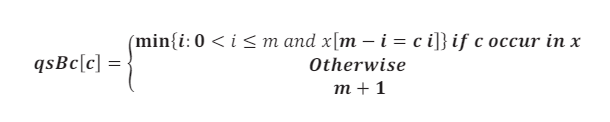 min{i: 0 < i ≤ m and x[m − i = c i]} if c occur in x
qsBc[c] = { Otherwise
m + 1